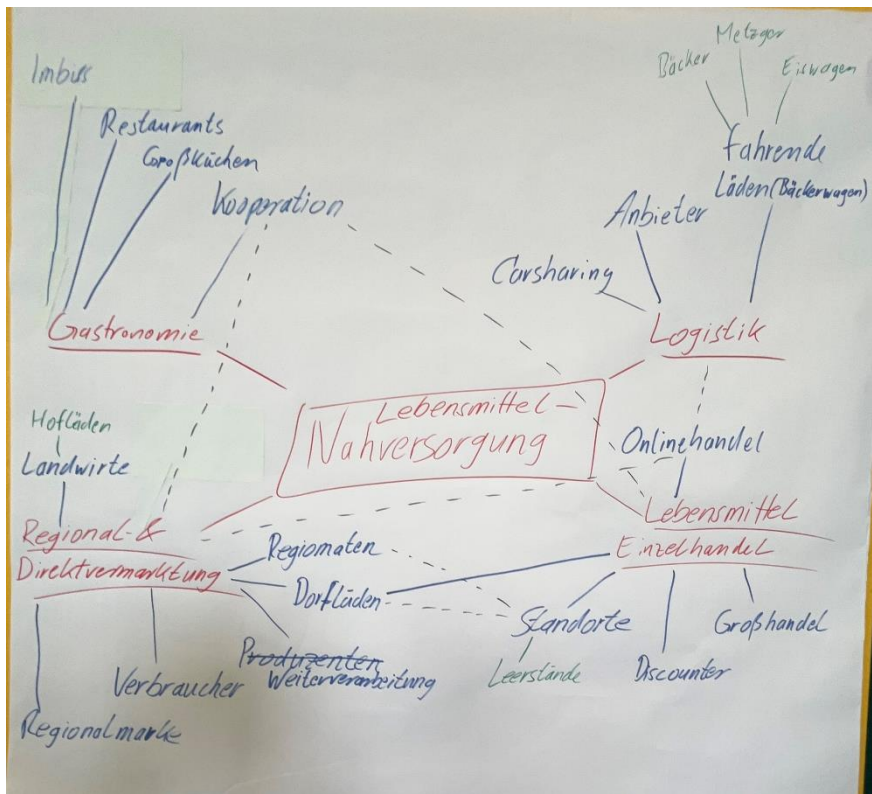 Imbiss
Restaurants
Großküchen
Kooperation
Gastronomie
Metzger
Bäcker
Eiswagen
fahrende
Läden (Bäckerwagen)
Anbieter
Carsharing
Logistik
Lebensmittel-
Nahversorgung
Hofläden
Landwirte
Regional- &
Direktvermarktung
Regiomaten
Dorfläden
Produzenten
Weiterverarbeitung
Verbraucher
Regionalmarke
Onlinehandel
Lebensmittel
Einzelhandel
Standorte
Leerstände
Discounter
Großhandel